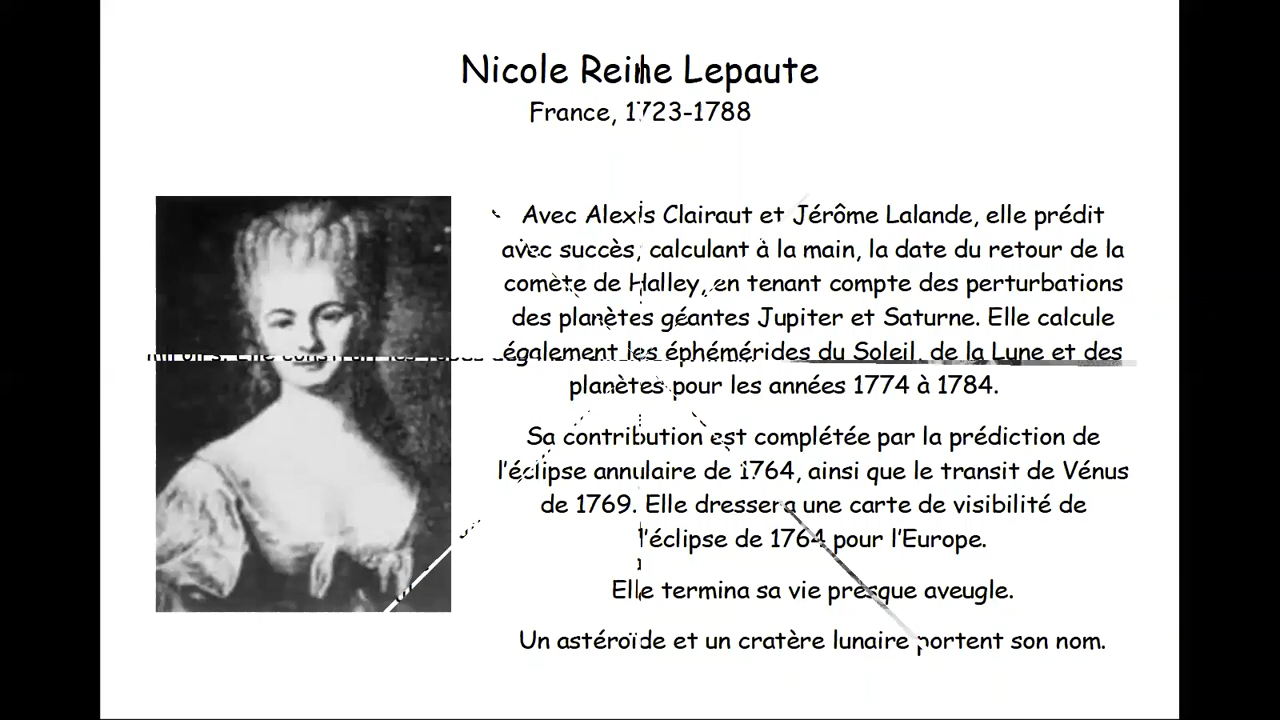 Nicole Reine Lepaute
France, 1723-1788
Avec Alexis Clairaut et Jérôme Lalande, elle prédit
avec succès, calculant à la main, la date du retour de la
comète de Halley, en tenant compte des perturbations
des planètes géantes Jupiter et Saturne. Elle calcule
également les éphémérides du Soleil, de la Lune et des
planètes pour les années 1774 à 1784.
Sa contribution est complétée par la prédiction de
l'éclipse annulaire de 1764, ainsi que le transit de Vénus
de 1769. Elle dressera une carte de visibilité de
l'éclipse de 1764 pour l'Europe.
Elle termina sa vie presque aveugle.
Un astéroïde et un cratère lunaire portent son nom.